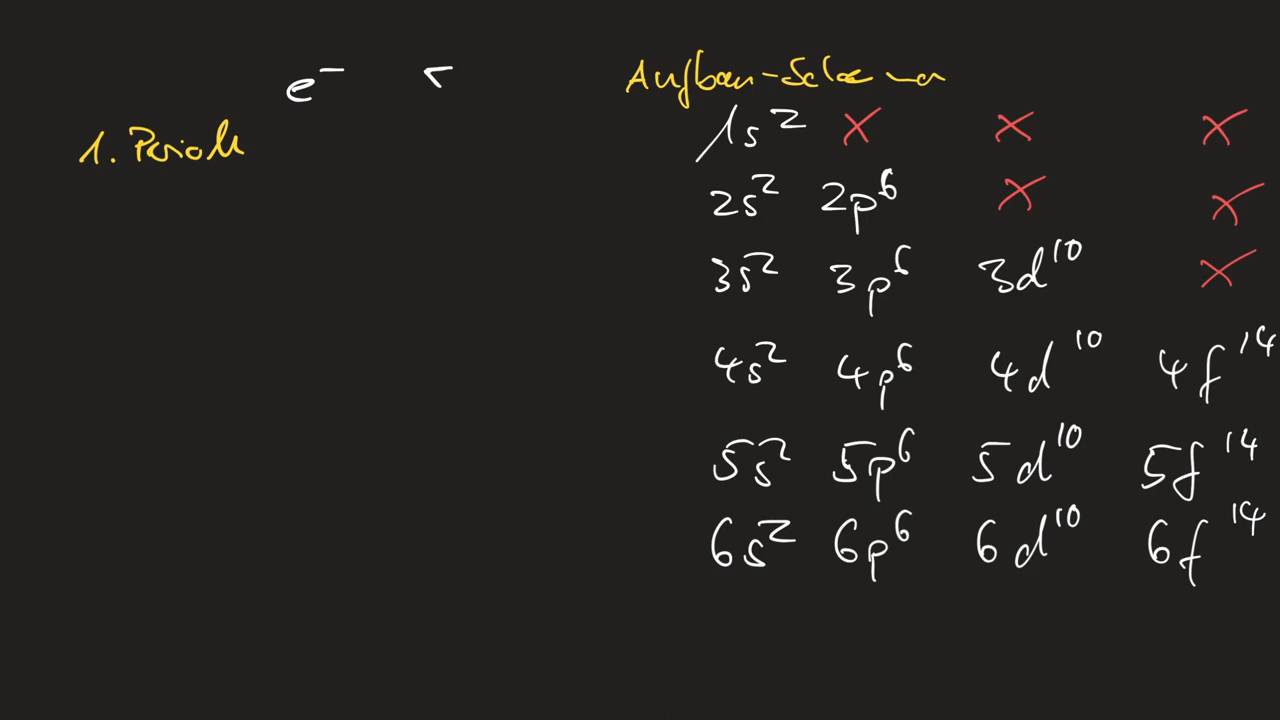 e⁻
1. Periode
Aufbau-Schema
1s² × × ×
2s² 2p⁶ × ×
3s² 3p⁶ 3d¹⁰ ×
4s² 4p⁶ 4d¹⁰ 4f¹⁴
5s² 5p⁶ 5d¹⁰ 5f¹⁴
6s² 6p⁶ 6d¹⁰ 6f¹⁴